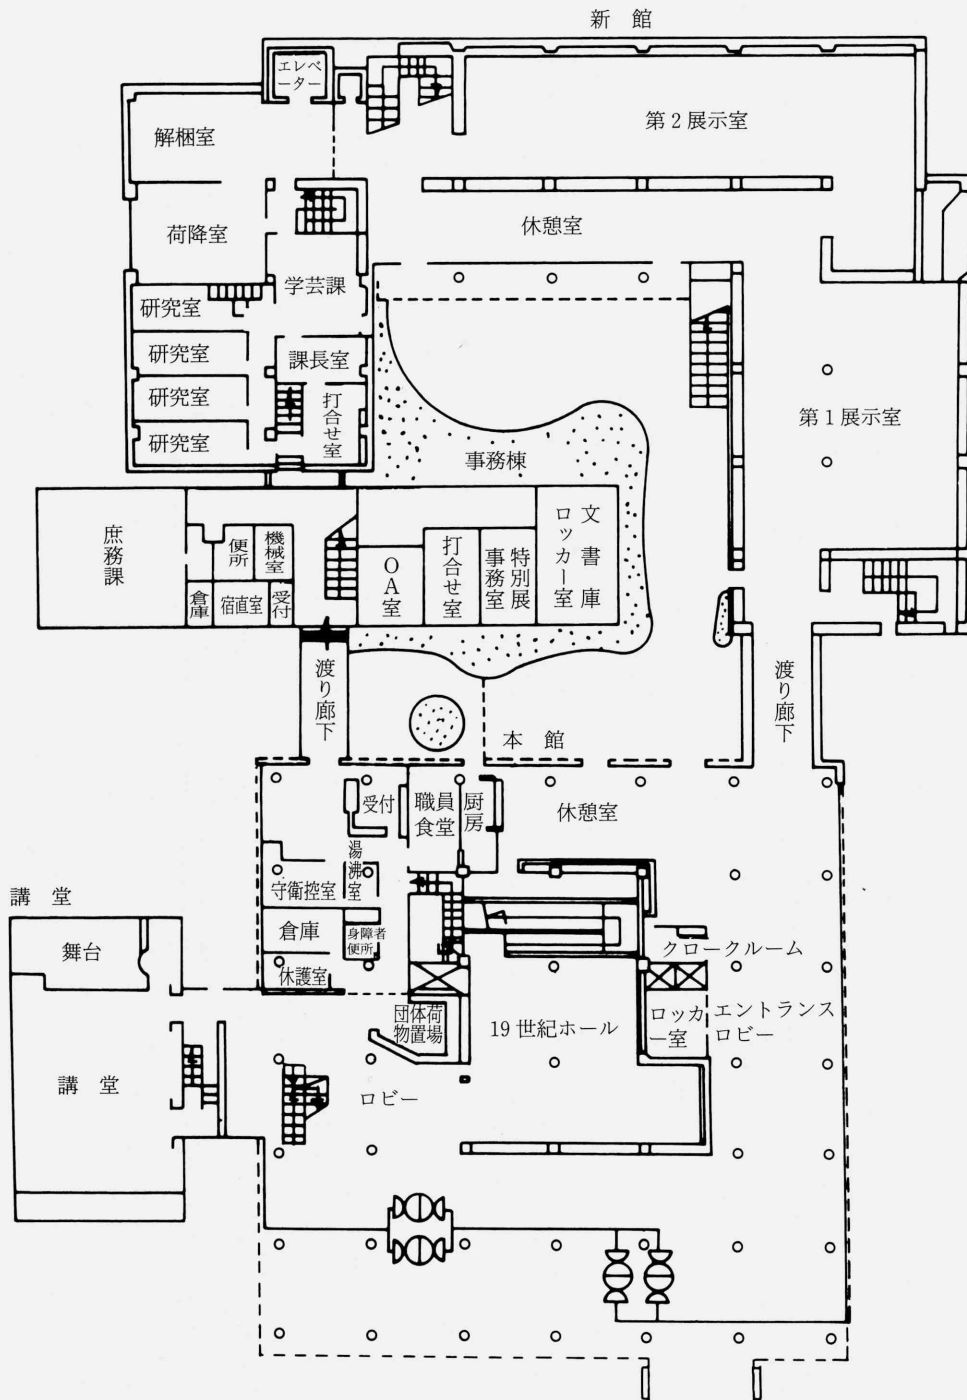 新 館
エレベ
ーター
解梱室
第2展示室
荷降室
休憩室
学芸課
研究室
課長室
研究室
研究室
研究室
打合せ室
第1展示室
事務棟
庶務課
便所
機械室
倉庫
宿直室
受付
OA室
打合せ室
特別展
事務室
文書庫
ロッカー室
渡り廊下
渡り廊下
本 館
受付
職員
食堂
厨房
休憩室
湯沸室
守衛控室
倉庫
身障者
便所
休護室
講 堂
舞台
講 堂
クロークルーム
団体荷
物置場
19世紀ホール
ロッカ
ー室
エントランス
ロビー
ロビー